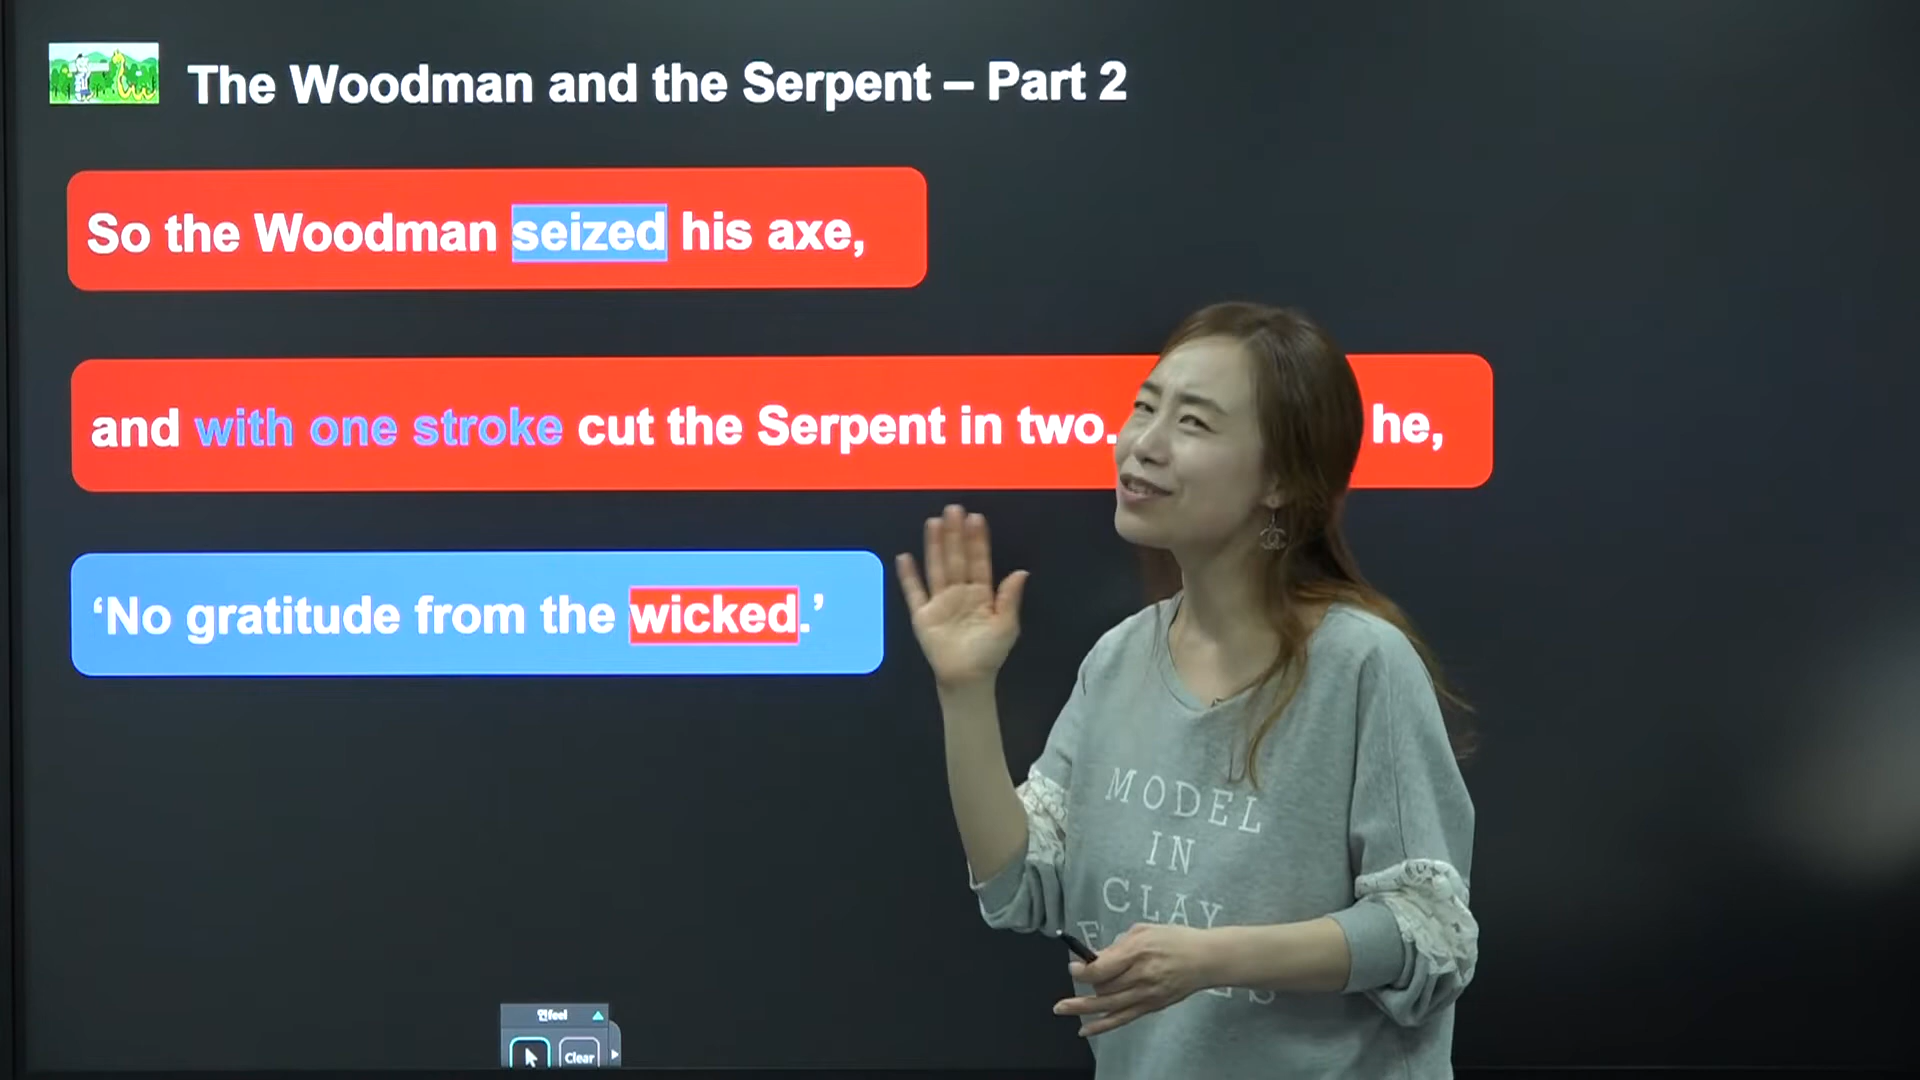 The Woodman and the Serpent – Part 2
So the Woodman seized his axe,
and with one stroke cut the Serpent in two. he,
‘No gratitude from the wicked.’
MODEL
IN
CLAY
feel
Clear